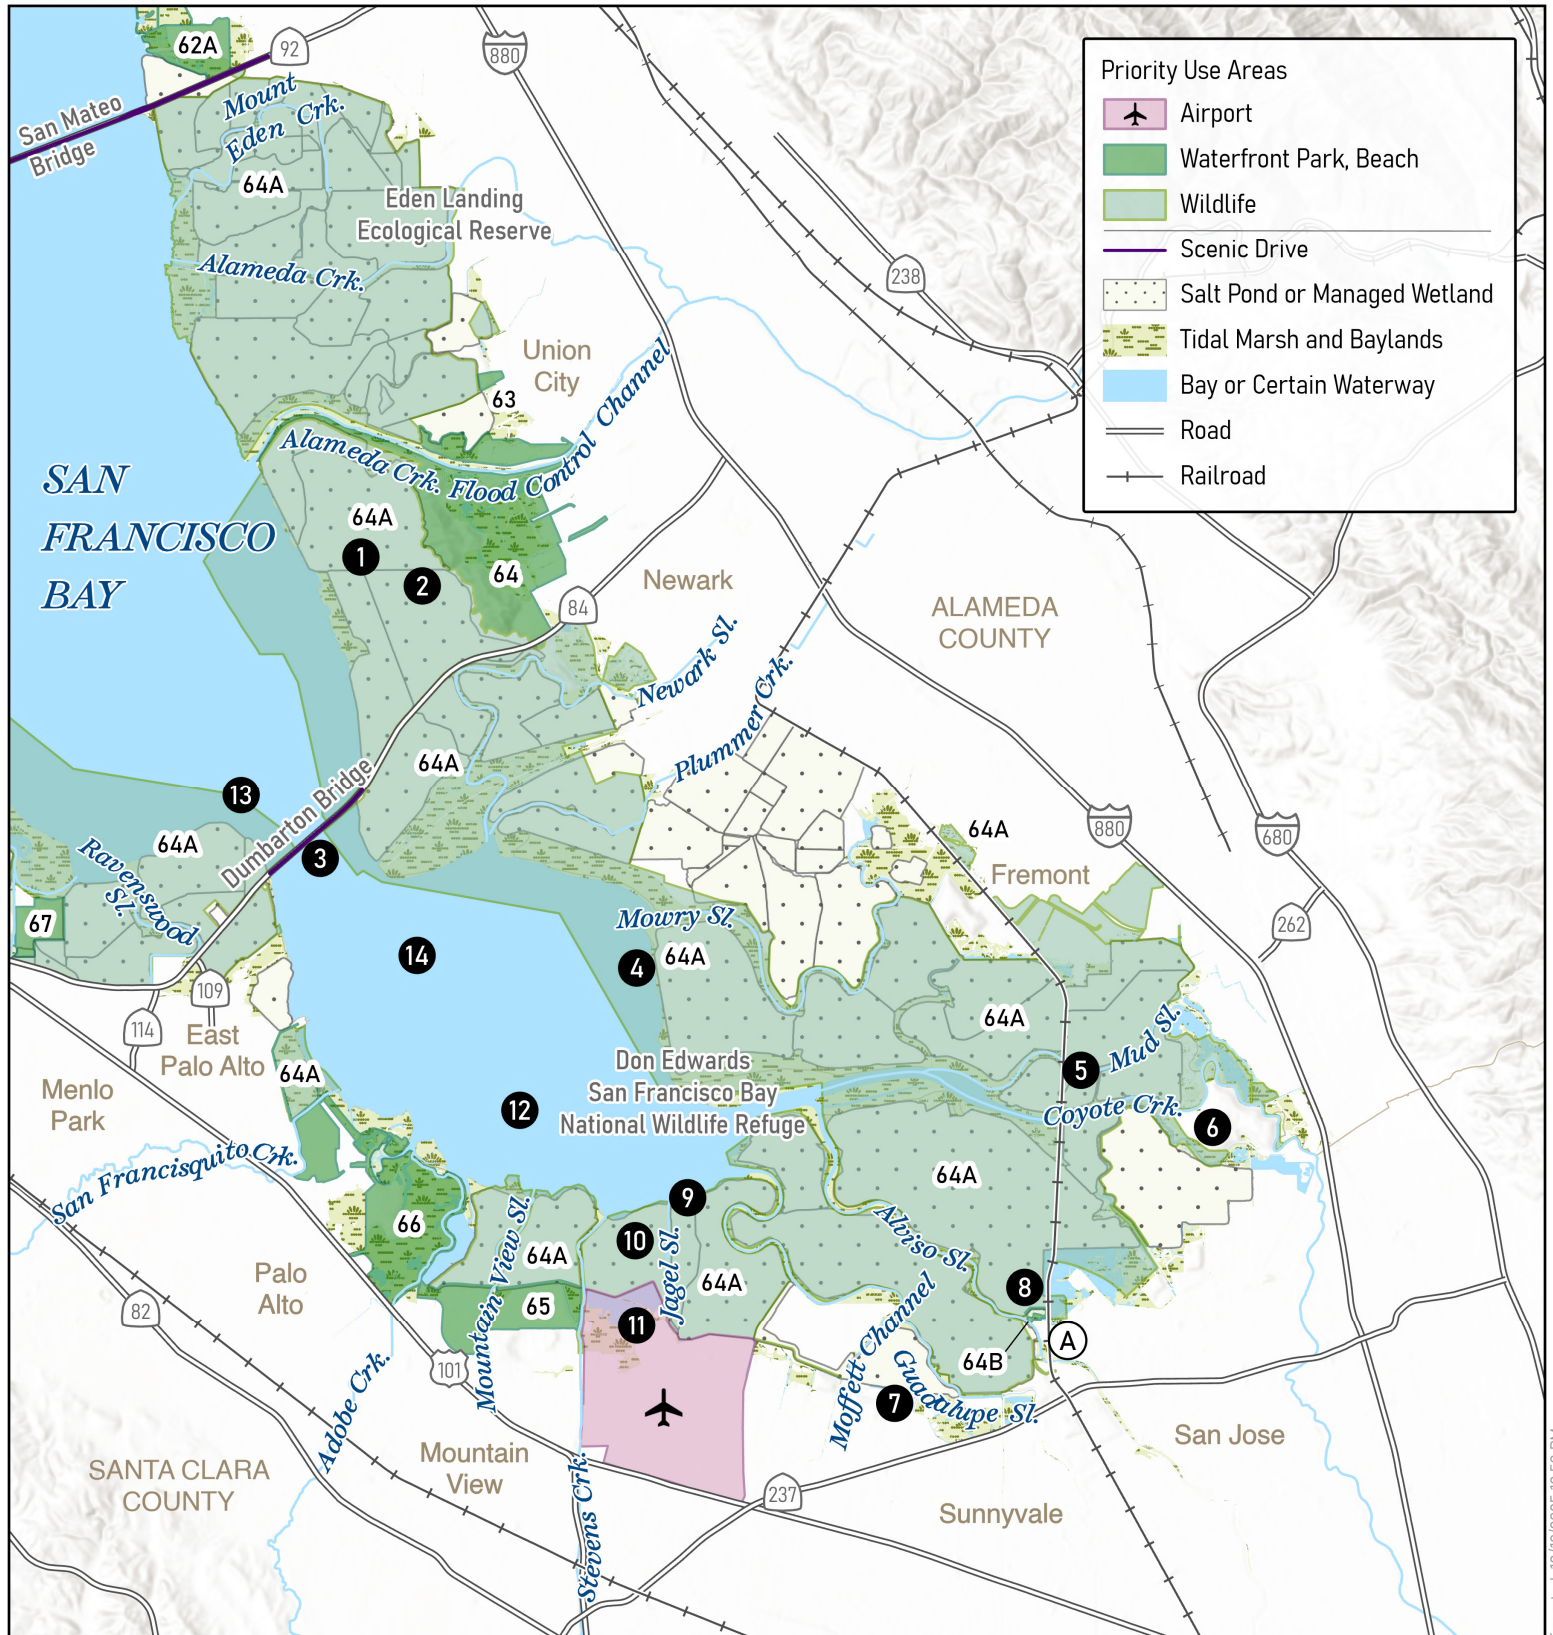 62A
92
880
San Mateo
Bridge
Mount
Eden Crk.
64A
Eden Landing
Ecological Reserve
Alameda Crk.
238
Priority Use Areas
Airport
Waterfront Park, Beach
Wildlife
Scenic Drive
Salt Pond or Managed Wetland
Tidal Marsh and Baylands
Bay or Certain Waterway
Road
Railroad
Union
City
63
Alameda Crk. Flood Control Channel
SAN
FRANCISCO
BAY
64A
1
2
64
84
Newark
ALAMEDA
COUNTY
Newark Sl.
Plummer Crk.
64A
13
Dumbarton Bridge
3
64A
Ravenswood
Sl.
67
64A
Fremont
880
680
262
Mowry Sl.
14
4
64A
64A
109
114
East
Palo Alto
64A
Menlo
Park
Don Edwards
San Francisco Bay
National Wildlife Refuge
12
5
Mud Sl.
Coyote Crk.
6
San Francisquito Crk.
64A
66
9
10
Jagel Sl.
64A
64A
Mountain View Sl.
Alviso Sl.
8
Palo
Alto
65
11
82
101
Adobe Crk.
Moffett Channel
Guadalupe Sl.
64B
A
7
San Jose
SANTA CLARA
COUNTY
Mountain
View
Stevens Crk.
237
Sunnyvale